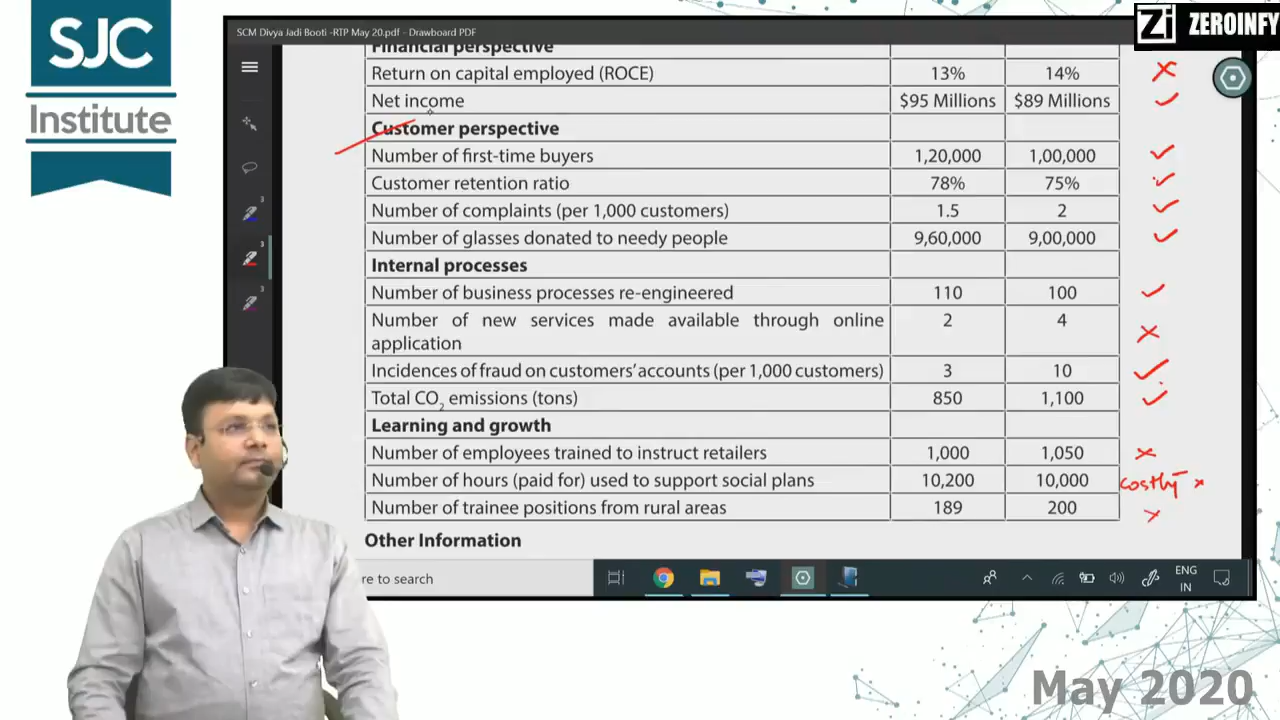 SJC
Institute
Zi ZEROINFY
SCM Divya Jadi Booti -RTP May 20.pdf - Drawboard PDF
Financial perspective
Return on capital employed (ROCE) 13% 14%
Net income $95 Millions $89 Millions
Customer perspective
Number of first-time buyers 1,20,000 1,00,000
Customer retention ratio 78% 75%
Number of complaints (per 1,000 customers) 1.5 2
Number of glasses donated to needy people 9,60,000 9,00,000
Internal processes
Number of business processes re-engineered 110 100
Number of new services made available through online 2 4
application
Incidences of fraud on customers' accounts (per 1,000 customers) 3 10
Total CO₂ emissions (tons) 850 1,100
Learning and growth
Number of employees trained to instruct retailers 1,000 1,050
Number of hours (paid for) used to support social plans 10,200 10,000 costly
Number of trainee positions from rural areas 189 200
Other Information
re to search
ENG
IN
3
3
3
May 2020